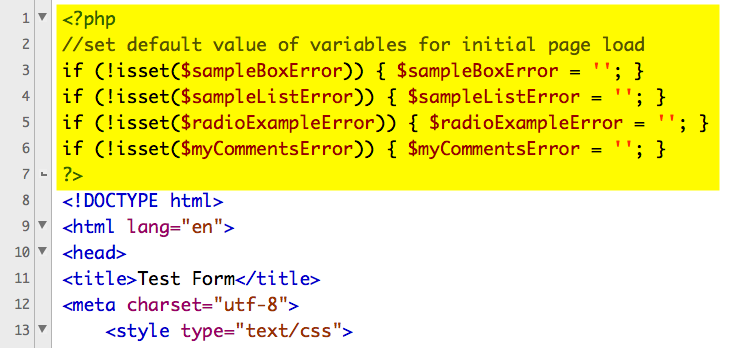 1 <?php
2 //set default value of variables for initial page load
3 if (!isset($sampleBoxError)) { $sampleBoxError = ''; }
4 if (!isset($sampleListError)) { $sampleListError = ''; }
5 if (!isset($radioExampleError)) { $radioExampleError = ''; }
6 if (!isset($myCommentsError)) { $myCommentsError = ''; }
7 ?>
8 <!DOCTYPE html>
9 <html lang="en">
10 <head>
11 <title>Test Form</title>
12 <meta charset="utf-8">
13 <style type="text/css">